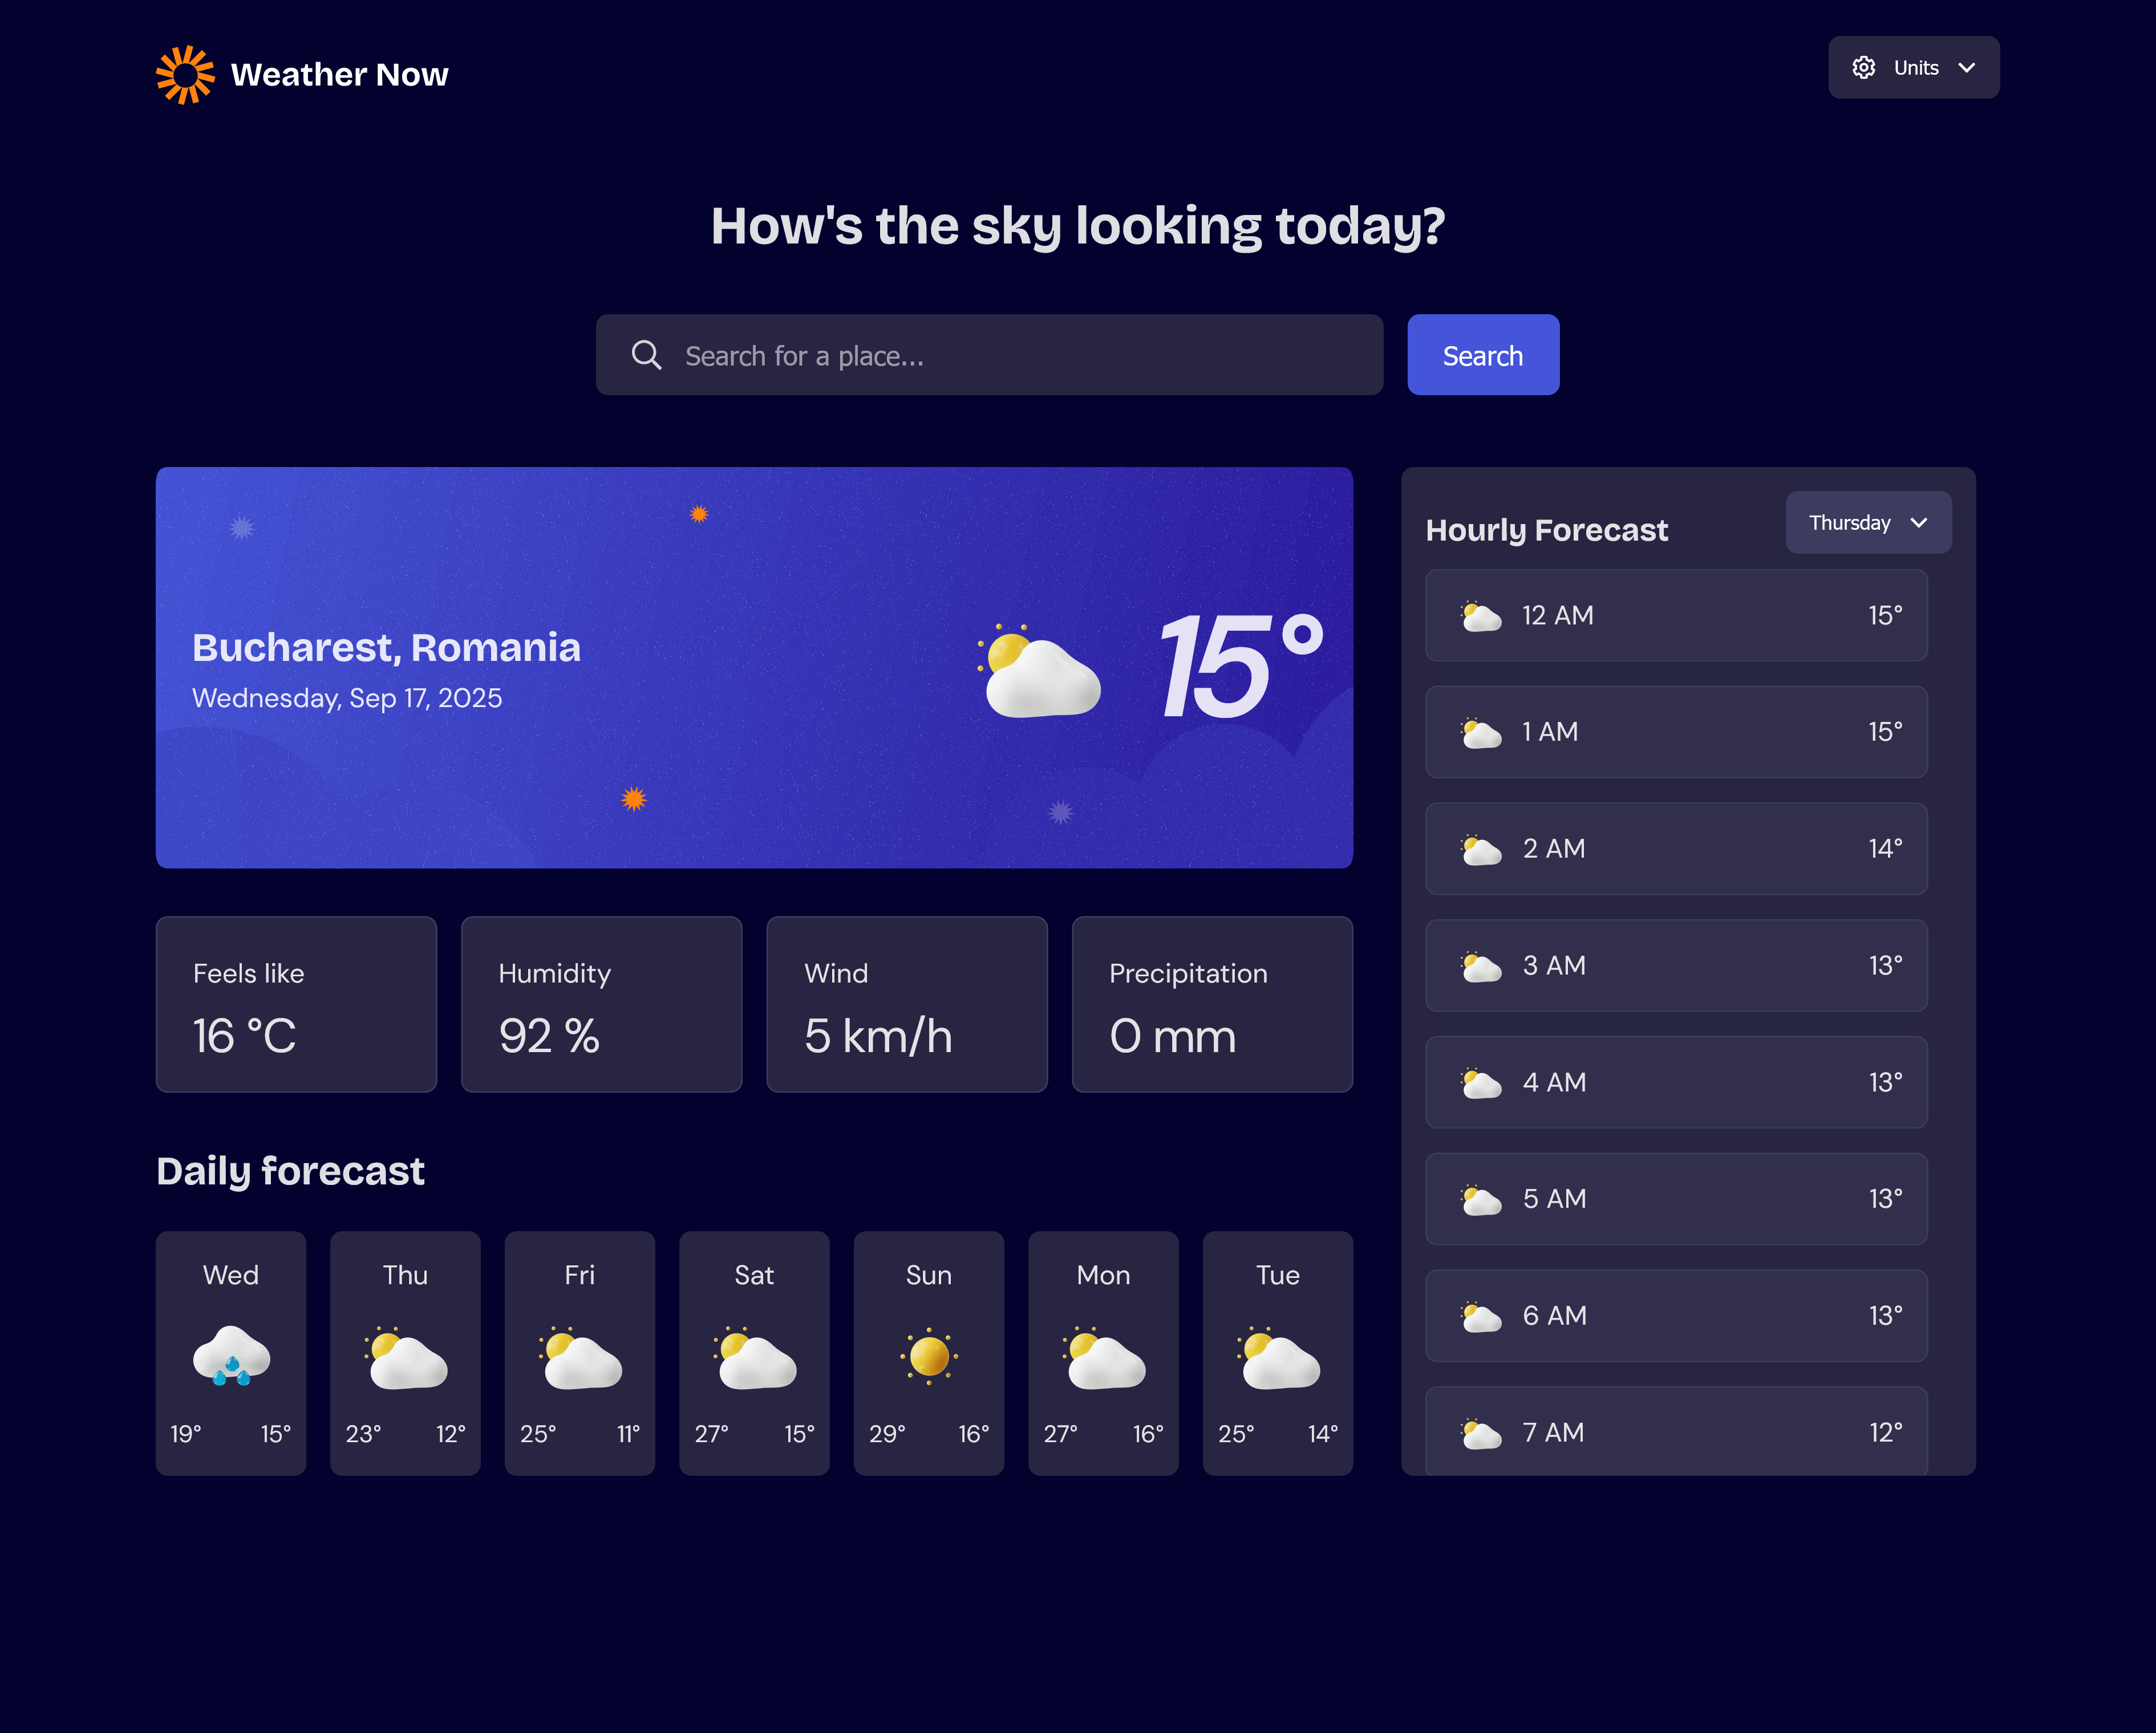 Weather Now
Units
How's the sky looking today?
Search for a place...
Search
Bucharest, Romania
Wednesday, Sep 17, 2025
15°
Feels like
16 °C
Humidity
92 %
Wind
5 km/h
Precipitation
0 mm
Daily forecast
Wed
19° 15°
Thu
23° 12°
Fri
25° 11°
Sat
27° 15°
Sun
29° 16°
Mon
27° 16°
Tue
25° 14°
Hourly Forecast
Thursday
12 AM 15°
1 AM 15°
2 AM 14°
3 AM 13°
4 AM 13°
5 AM 13°
6 AM 13°
7 AM 12°